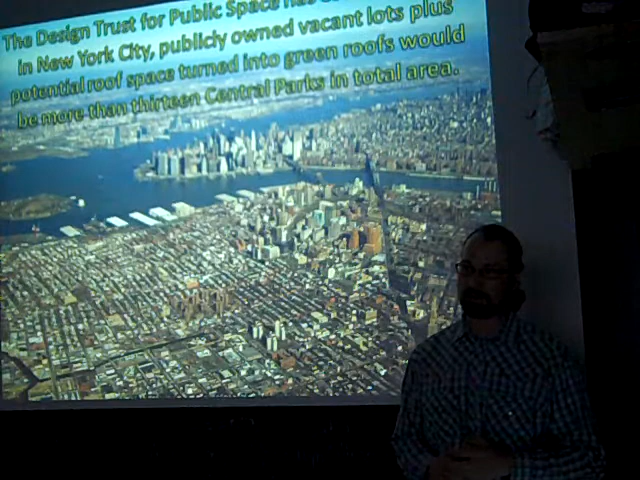 The Design Trust for Public Space has
in New York City, publicly owned vacant lots plus
potential roof space turned into green roofs would
be more than thirteen Central Parks in total area.